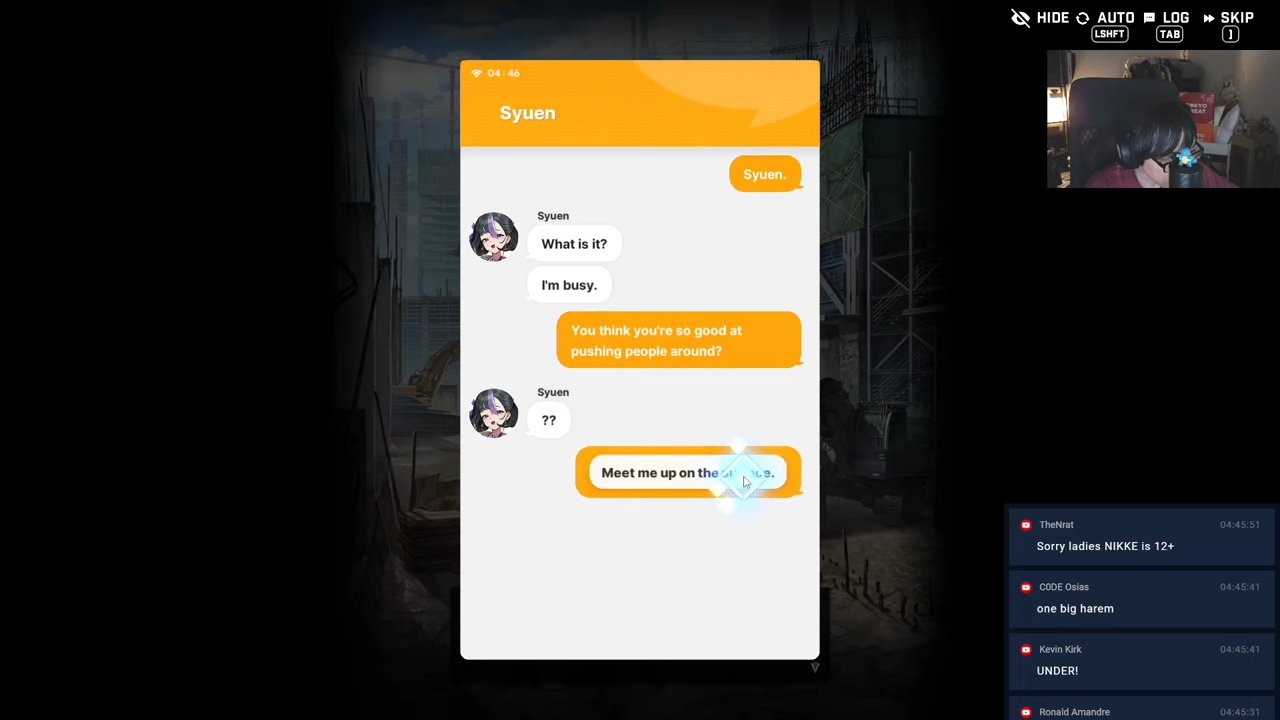 HIDE AUTO LOG SKIP
LSHFT TAB ]
04:46
Syuen
Syuen.
Syuen
What is it?
I'm busy.
You think you're so good at
pushing people around?
Syuen
??
Meet me up on the
TheNrat 04:45:51
Sorry ladies NIKKE is 12+
C0DE Osias 04:45:41
one big harem
Kevin Kirk 04:45:41
UNDER!
Ronald Amandre 04:45:31